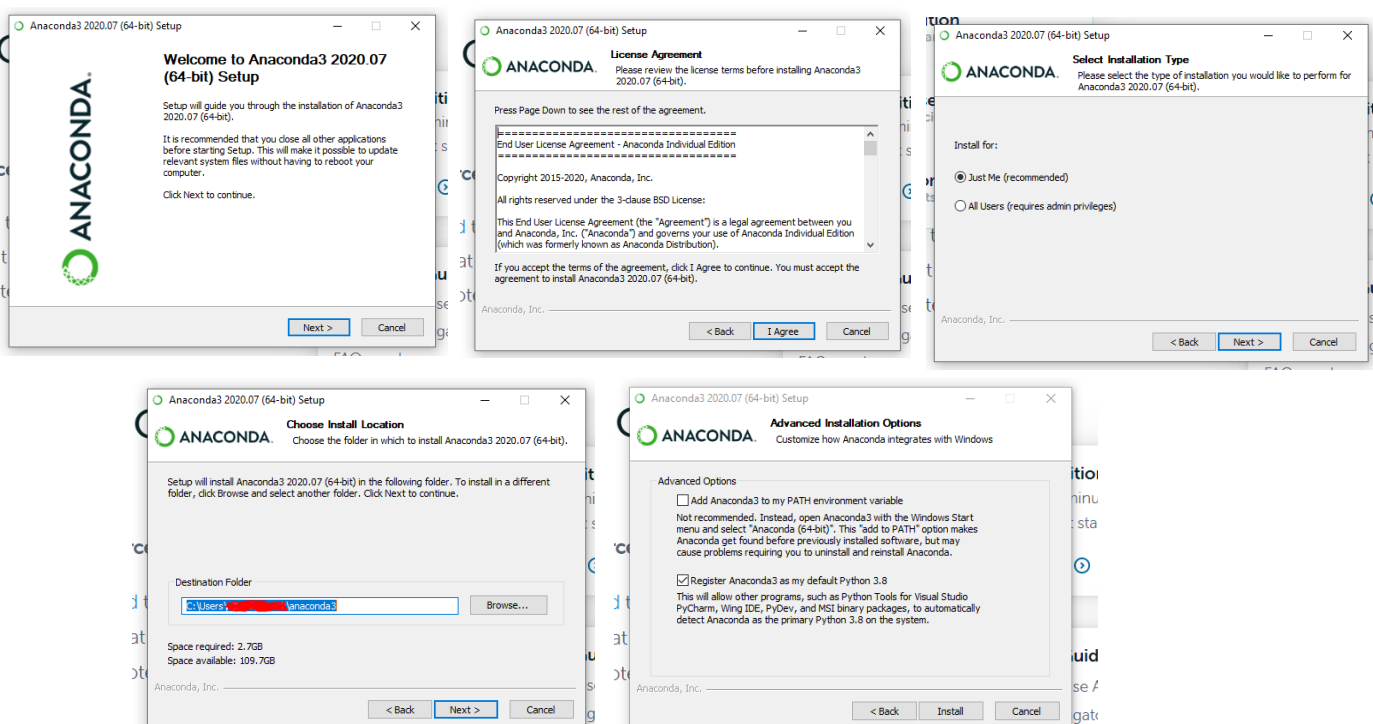 Anaconda3 2020.07 (64-bit) Setup
ANACONDA.
Welcome to Anaconda3 2020.07
(64-bit) Setup
Setup will guide you through the installation of Anaconda3
2020.07 (64-bit).
It is recommended that you close all other applications
before starting Setup. This will make it possible to update
relevant system files without having to reboot your
computer.
Click Next to continue.
Next >
Cancel
Anaconda3 2020.07 (64-bit) Setup
ANACONDA.
License Agreement
Please review the license terms before installing Anaconda3
2020.07 (64-bit).
Press Page Down to see the rest of the agreement.
===================================
End User License Agreement - Anaconda Individual Edition
===================================
Copyright 2015-2020, Anaconda, Inc.
All rights reserved under the 3-clause BSD License:
This End User License Agreement (the "Agreement") is a legal agreement between you
and Anaconda, Inc. ("Anaconda") and governs your use of Anaconda Individual Edition
(which was formerly known as Anaconda Distribution).
If you accept the terms of the agreement, click I Agree to continue. You must accept the
agreement to install Anaconda3 2020.07 (64-bit).
Anaconda, Inc.
< Back
I Agree
Cancel
Anaconda3 2020.07 (64-bit) Setup
ANACONDA.
Select Installation Type
Please select the type of installation you would like to perform for
Anaconda3 2020.07 (64-bit).
Install for:
Just Me (recommended)
All Users (requires admin privileges)
Anaconda, Inc.
< Back
Next >
Cancel
Anaconda3 2020.07 (64-bit) Setup
ANACONDA.
Choose Install Location
Choose the folder in which to install Anaconda3 2020.07 (64-bit).
Setup will install Anaconda3 2020.07 (64-bit) in the following folder. To install in a different
folder, click Browse and select another folder. Click Next to continue.
Destination Folder
C:\Users\ \anaconda3
Browse...
Space required: 2.7GB
Space available: 109.7GB
Anaconda, Inc.
< Back
Next >
Cancel
Anaconda3 2020.07 (64-bit) Setup
ANACONDA.
Advanced Installation Options
Customize how Anaconda integrates with Windows
Advanced Options
Add Anaconda3 to my PATH environment variable
Not recommended. Instead, open Anaconda3 with the Windows Start
menu and select "Anaconda (64-bit)". This "add to PATH" option makes
Anaconda get found before previously installed software, but may
cause problems requiring you to uninstall and reinstall Anaconda.
Register Anaconda3 as my default Python 3.8
This will allow other programs, such as Python Tools for Visual Studio
PyCharm, Wing IDE, PyDev, and MSI binary packages, to automatically
detect Anaconda as the primary Python 3.8 on the system.
Anaconda, Inc.
< Back
Install
Cancel